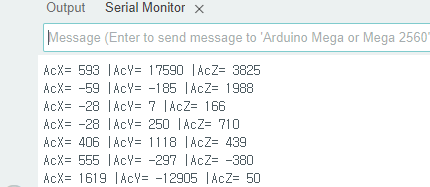 Output Serial Monitor ×
Message (Enter to send message to 'Arduino Mega or Mega 2560'
AcX= 593 |AcY= 17590 |AcZ= 3825
AcX= -59 |AcY= -185 |AcZ= 1988
AcX= -28 |AcY= 7 |AcZ= 166
AcX= -28 |AcY= 250 |AcZ= 710
AcX= 406 |AcY= 1118 |AcZ= 439
AcX= 555 |AcY= -297 |AcZ= -380
AcX= 1619 |AcY= -12905 |AcZ= 50